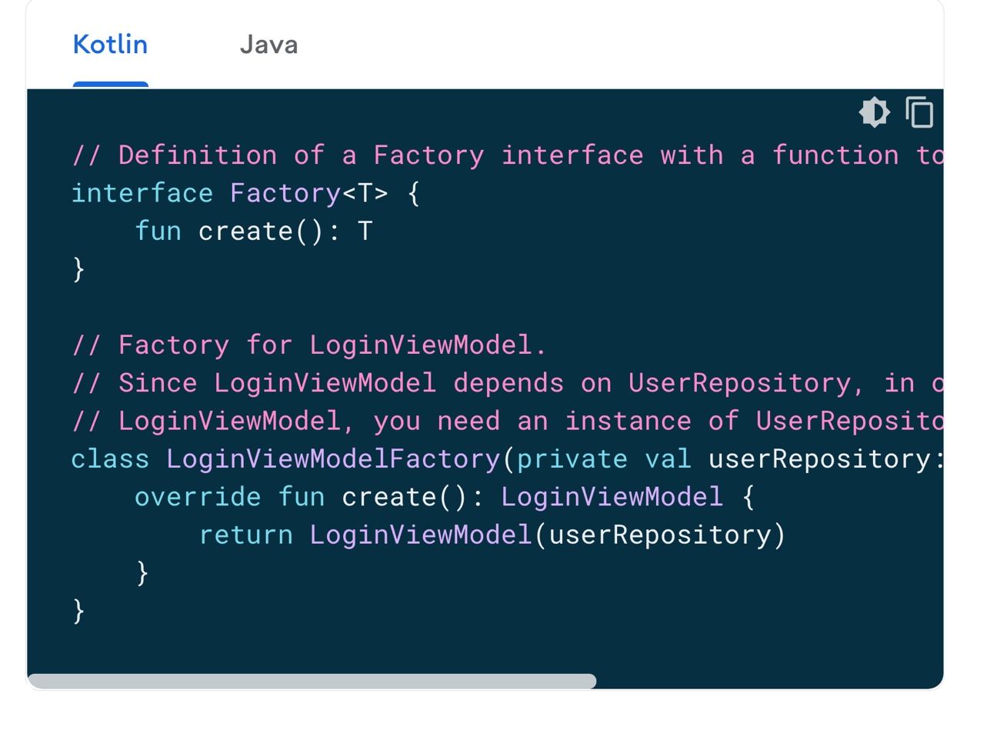 Kotlin Java
// Definition of a Factory interface with a function to
interface Factory<T> {
    fun create(): T
}

// Factory for LoginViewModel.
// Since LoginViewModel depends on UserRepository, in
// LoginViewModel, you need an instance of
class LoginViewModelFactory(private val userRepository:
    override fun create(): LoginViewModel {
        return LoginViewModel(userRepository)
    }
}